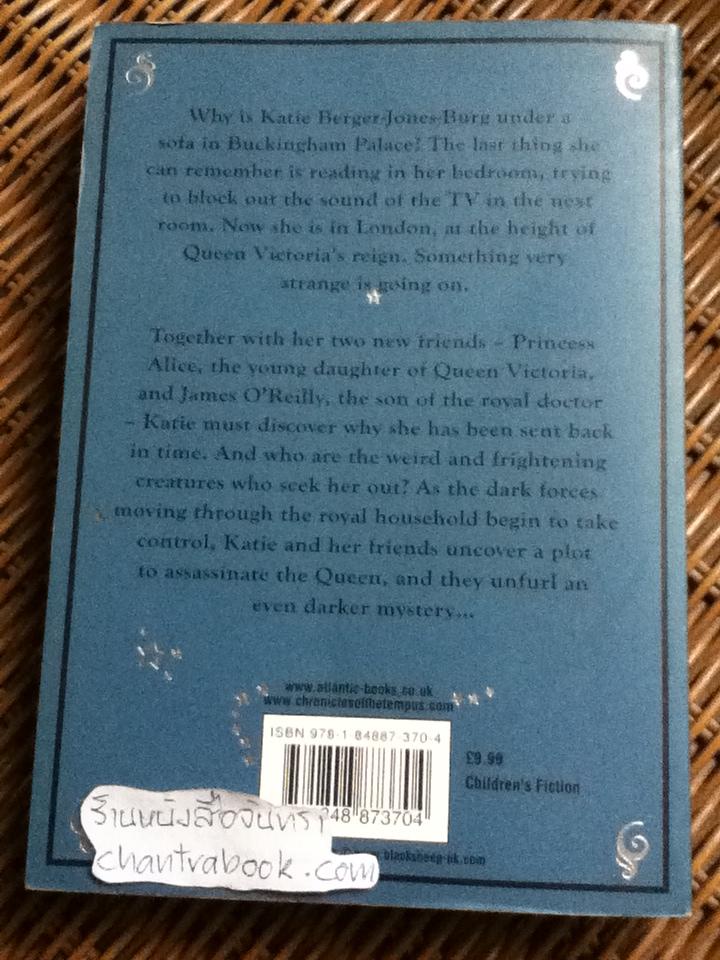 Why is Katie Berger-Jones-Burg under a
sofa in Buckingham Palace? The last thing she
can remember is reading in her bedroom, trying
to block out the sound of the TV in the next
room. Now she is in London, at the height of
Queen Victoria's reign. Something very
strange is going on.
Together with her two new friends – Princess
Alice, the young daughter of Queen Victoria,
and James O'Reilly, the son of the royal doctor
– Katie must discover why she has been sent back
in time. And who are the weird and frightening
creatures who seek her out? As the dark forces
moving through the royal household begin to take
control, Katie and her friends uncover a plot
to assassinate the Queen, and they unfurl an
even darker mystery...
www.atlantic-books.co.uk
www.chroniclesofthetempus.com
ISBN 978-1 84887 370 4
£9.99
Children's Fiction
848 873704
ร้านหนังสือจันทรา
chantrabook.com
www.blacksheep-uk.com